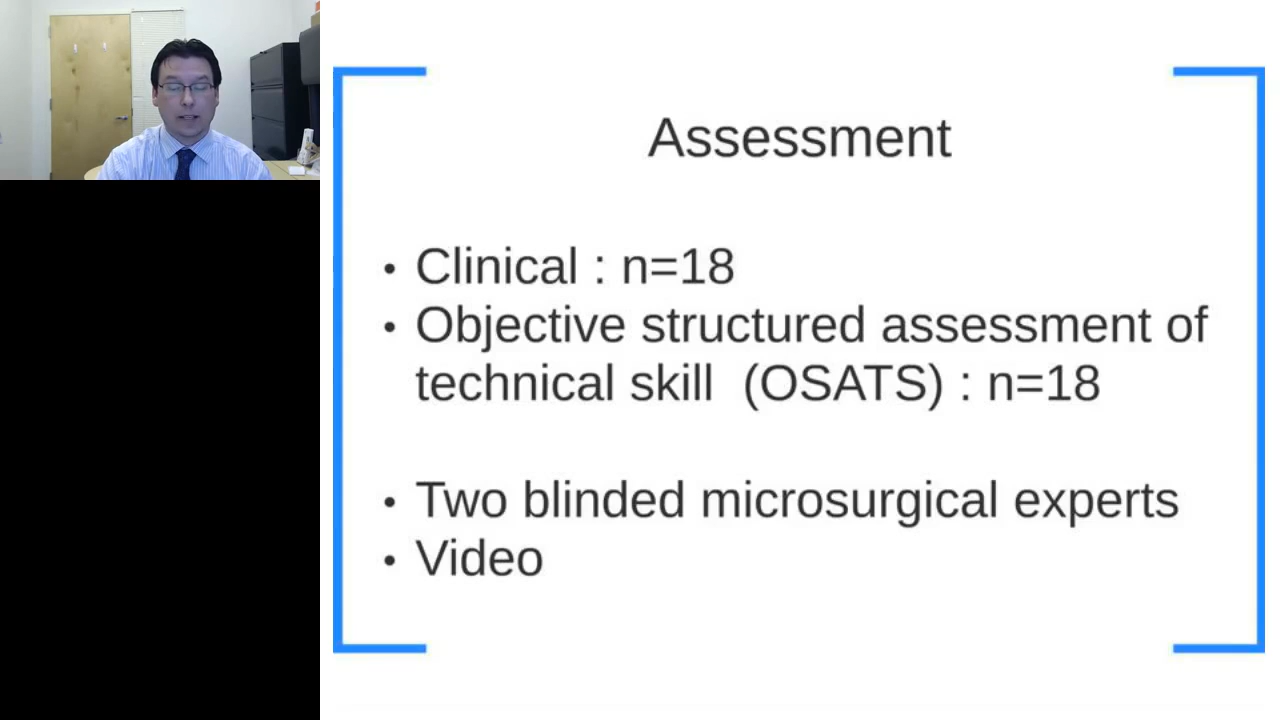 Assessment
• Clinical : n=18
• Objective structured assessment of
technical skill (OSATS) : n=18
• Two blinded microsurgical experts
• Video